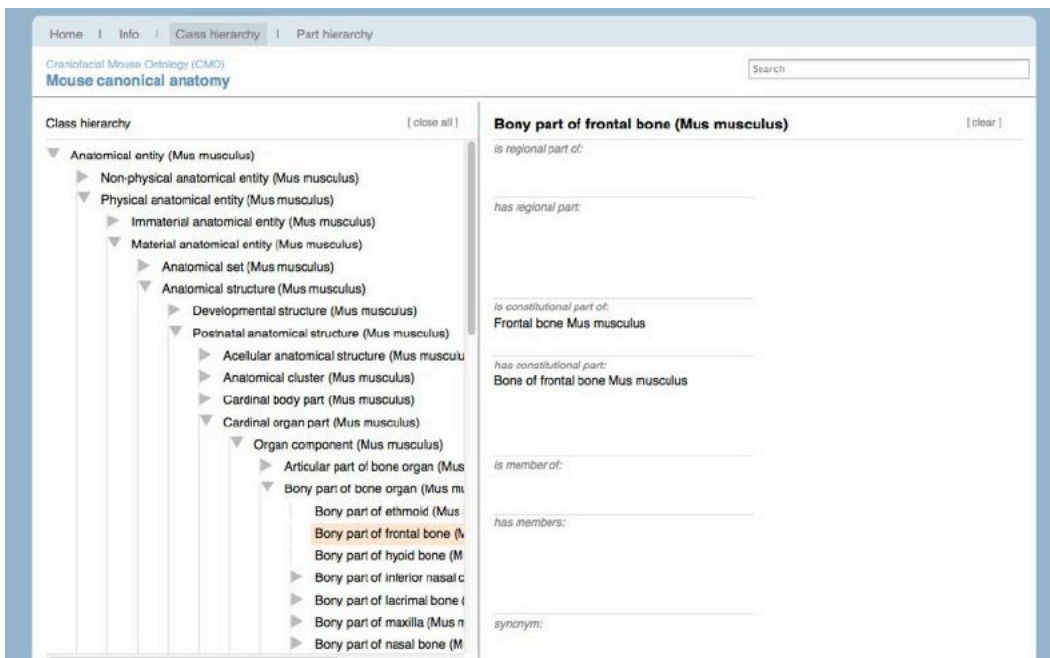 Home | Info | Class hierarchy | Part hierarchy
Craniofacial Mouse Ontology (CMO)
Mouse canonical anatomy
Search
Class hierarchy
[ close all ]
Anatomical entity (Mus musculus)
Non-physical anatomical entity (Mus musculus)
Physical anatomical entity (Mus musculus)
Immaterial anatomical entity (Mus musculus)
Material anatomical entity (Mus musculus)
Anatomical set (Mus musculus)
Anatomical structure (Mus musculus)
Developmental structure (Mus musculus)
Postnatal anatomical structure (Mus musculus)
Acellular anatomical structure (Mus musculu
Anatomical cluster (Mus musculus)
Cardinal body part (Mus musculus)
Cardinal organ part (Mus musculus)
Organ component (Mus musculus)
Articular part of bone organ (Mus
Bony part of bone organ (Mus mu
Bony part of ethmoid (Mus
Bony part of frontal bone (M
Bony part of hyoid bone (M
Bony part of inferior nasal c
Bony part of lacrimal bone (
Bony part of maxilla (Mus m
Bony part of nasal bone (M
Bony part of frontal bone (Mus musculus)
[ clear ]
is regional part of:
has regional part:
is constitutional part of:
Frontal bone Mus musculus
has constitutional part:
Bone of frontal bone Mus musculus
is member of:
has members:
synonym: